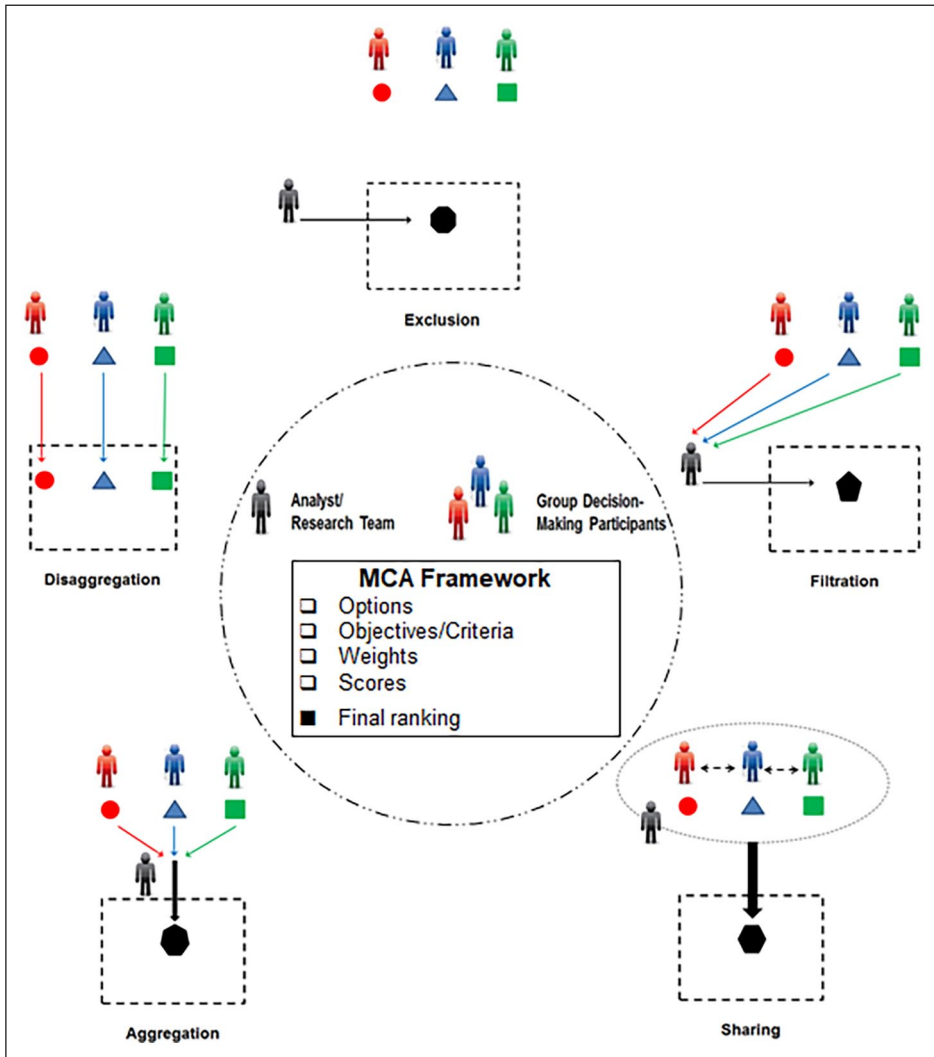 Exclusion
Disaggregation
Filtration
Analyst/
Research Team
Group Decision-
Making Participants
MCA Framework
Options
Objectives/Criteria
Weights
Scores
Final ranking
Aggregation
Sharing